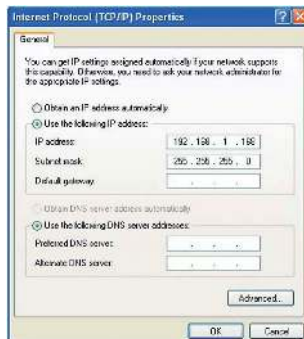 Internet Protocol (TCP/IP) Properties
General
You can get IP settings assigned automatically if your network supports
this capability. Otherwise, you need to ask your network administrator for
the appropriate IP settings.
Obtain an IP address automatically
Use the following IP address:
IP address: 192 . 168 . 1 . 168
Subnet mask: 255 . 255 . 255 . 0
Default gateway: . . .
Obtain DNS server address automatically
Use the following DNS server addresses:
Preferred DNS server: . . .
Alternate DNS server: . . .
Advanced...
OK Cancel